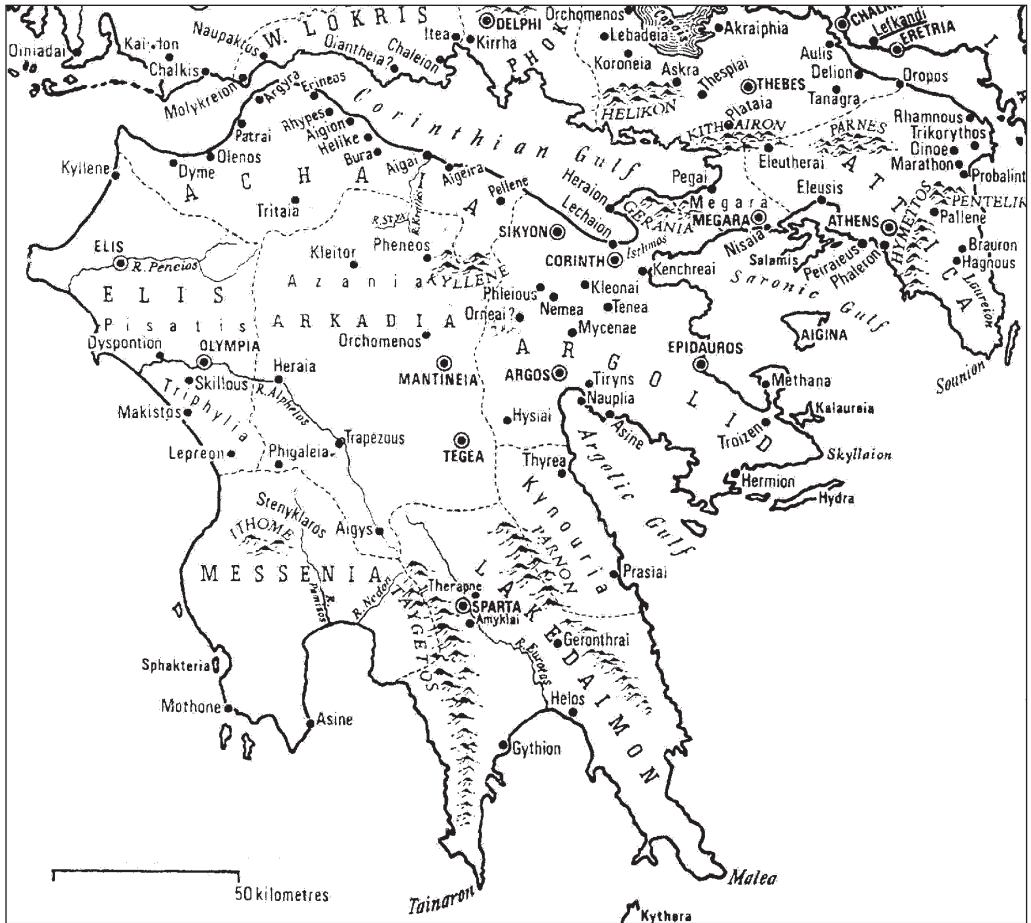 W. LOKRIS
DELPHI
Orchomenos
Akraiphia
CHALK
Lefkandi
ERETRIA
Oiniadai
Naupaktus
Oiantheia?
Chaleion
Itea
Kirrha
PHOK
Lebadeia
Koroneia
Aulis
Chalkis
Molykreion
Argyra
Erineos
Askra
Thespiai
THEBES
Delion
Oropos
HELIKON
Plataia
Tanagra
Rhypes
Aigion
Helike
Bura
Corinthian Gulf
KITHAIRON
PARNES
Rhamnous
Trikorythos
Oinoe
Marathon
Probalint
Patrai
Olenos
Dyme
Kyllene
Aigai
Aigeira
Eleutherai
ATTICA
ACHAIA
Pellene
Pegai
Heraion
Lechaion
GERANIA
Megara
MEGARA
Eleusis
ATHENS
HYMETTOS
PENTELIK
Pallene
Tritaia
R. Krathis
SIKYON
Isthmos
Nisaia
Salamis
Peiraieus
Phaleron
Brauron
Hagnous
ELIS
R. Peneios
Kleitor
Pheneos
KYLLENE
CORINTH
Kenchreai
Saronic Gulf
Laureion
ELIS
Azania
Phleious
Nemea
Kleonai
Tenea
Pisatis
ARKADIA
Orneai?
Mycenae
AIGINA
Dyspontion
OLYMPIA
Orchomenos
ARGOLID
EPIDAUROS
Sounion
Skillous
Heraia
MANTINEIA
ARGOS
Tiryns
Nauplia
Methana
Triphylia
R. Alpheios
Makistos
Hysiai
Asine
Kalaureia
Lepreon
Phigaleia
Trapezous
TEGEA
Troizen
Skyllaion
Thyrea
Argolic Gulf
Hermion
Hydra
Stenyklaros
ITHOME
Aigys
Kynouria
PARNON
MESSENIA
R. Pamisos
R. Nedon
TAYGETOS
Therapne
SPARTA
Amyklai
LAKEDAIMON
Prasiai
R. Eurotas
Geronthrai
Sphakteria
Mothone
Asine
Helos
Gythion
50 kilometres
Tainaron
Malea
Kythera